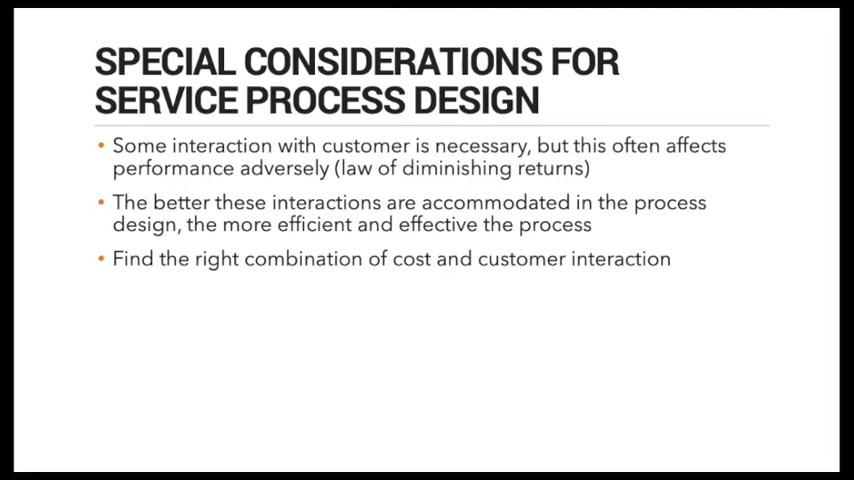 SPECIAL CONSIDERATIONS FOR
SERVICE PROCESS DESIGN
• Some interaction with customer is necessary, but this often affects
performance adversely (law of diminishing returns)
• The better these interactions are accommodated in the process
design, the more efficient and effective the process
• Find the right combination of cost and customer interaction